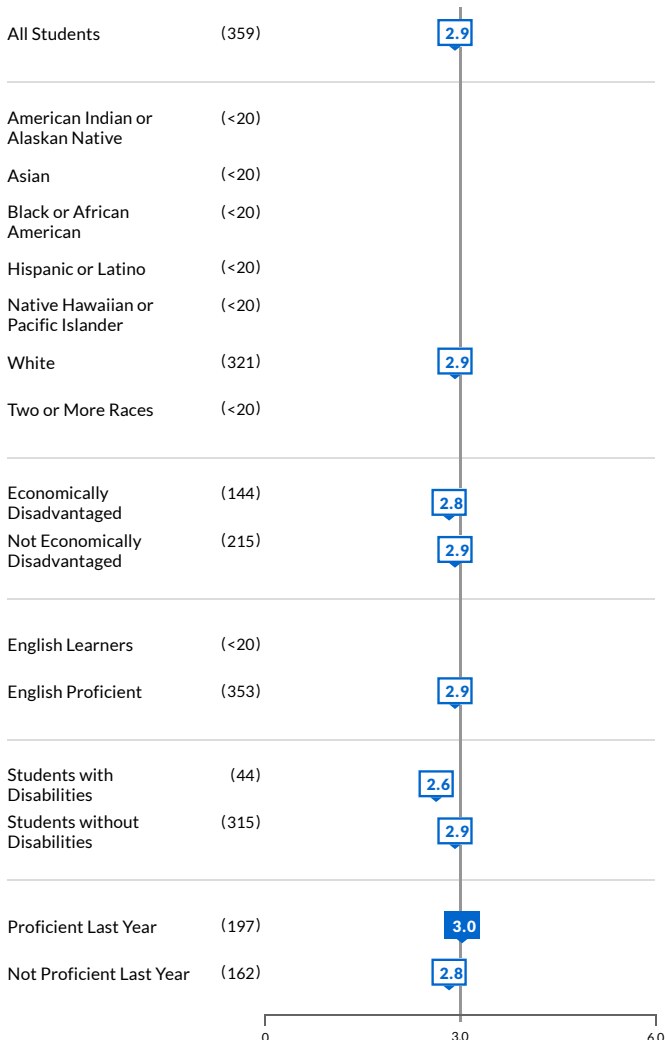 All Students (359) 2.9
American Indian or (<20)
Alaskan Native
Asian (<20)
Black or African (<20)
American
Hispanic or Latino (<20)
Native Hawaiian or (<20)
Pacific Islander
White (321) 2.9
Two or More Races (<20)
Economically (144) 2.8
Disadvantaged
Not Economically (215) 2.9
Disadvantaged
English Learners (<20)
English Proficient (353) 2.9
Students with (44) 2.6
Disabilities
Students without (315) 2.9
Disabilities
Proficient Last Year (197) 3.0
Not Proficient Last Year (162) 2.8
0 3.0 6.0